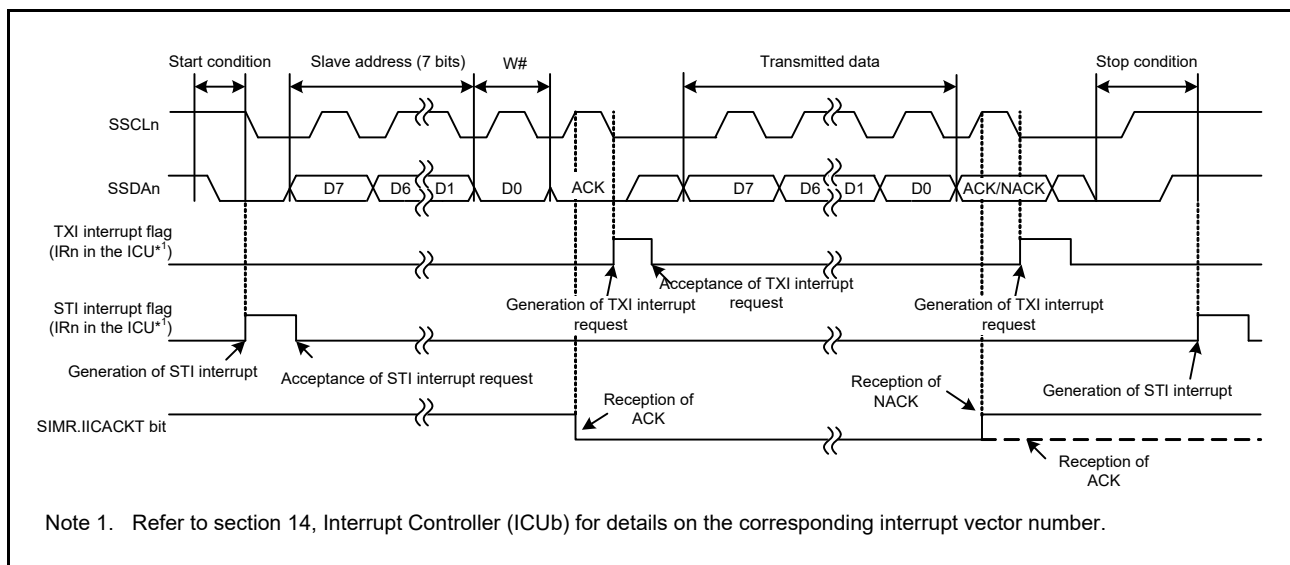 Start condition
Slave address (7 bits)
W#
Transmitted data
Stop condition
SSCLn
SSDAn
D7
D6
D1
D0
ACK
D7
D6
D1
D0
ACK/NACK
TXI interrupt flag
(IRn in the ICU*1)
Generation of TXI interrupt
request
Acceptance of TXI interrupt
request
Generation of TXI interrupt
request
STI interrupt flag
(IRn in the ICU*1)
Generation of STI interrupt
Acceptance of STI interrupt request
Generation of STI interrupt
SIMR.IICACKT bit
Reception of
ACK
Reception of
NACK
Reception of
ACK
Note 1. Refer to section 14, Interrupt Controller (ICUb) for details on the corresponding interrupt vector number.